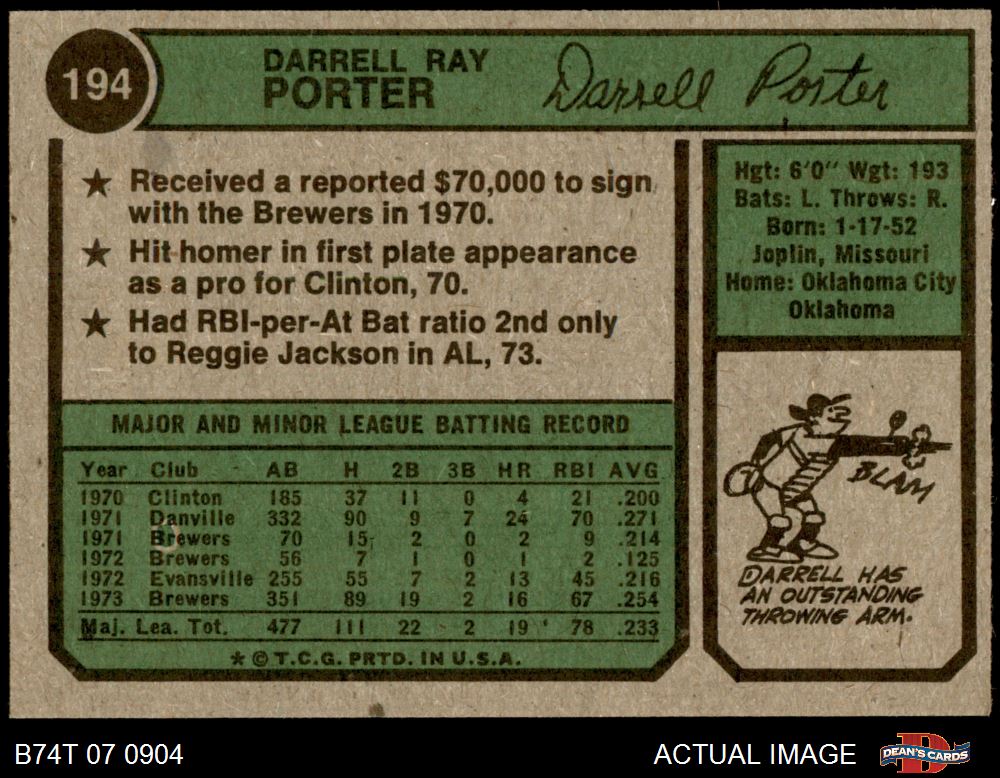 194
DARRELL RAY
PORTER
Darrell Porter
★ Received a reported $70,000 to sign
with the Brewers in 1970.
★ Hit homer in first plate appearance
as a pro for Clinton, 70.
★ Had RBI-per-At Bat ratio 2nd only
to Reggie Jackson in AL, 73.
Hgt: 6'0" Wgt: 193
Bats: L. Throws: R.
Born: 1-17-52
Joplin, Missouri
Home: Oklahoma City
Oklahoma
MAJOR AND MINOR LEAGUE BATTING RECORD
Year Club AB H 2B 3B HR RBI AVG
1970 Clinton 185 37 11 0 4 21 .200
1971 Danville 332 90 9 7 24 70 .271
1971 Brewers 70 15 2 0 2 9 .214
1972 Brewers 56 7 1 0 1 2 .125
1972 Evansville 255 55 7 2 13 45 .216
1973 Brewers 351 89 19 2 16 67 .254
Maj. Lea. Tot. 477 111 22 2 19 78 .233
★ © T.C.G. PRTD. IN U.S.A.
BLAM
DARRELL HAS
AN OUTSTANDING
THROWING ARM.
B74T 07 0904
ACTUAL IMAGE
DEAN'S CARDS